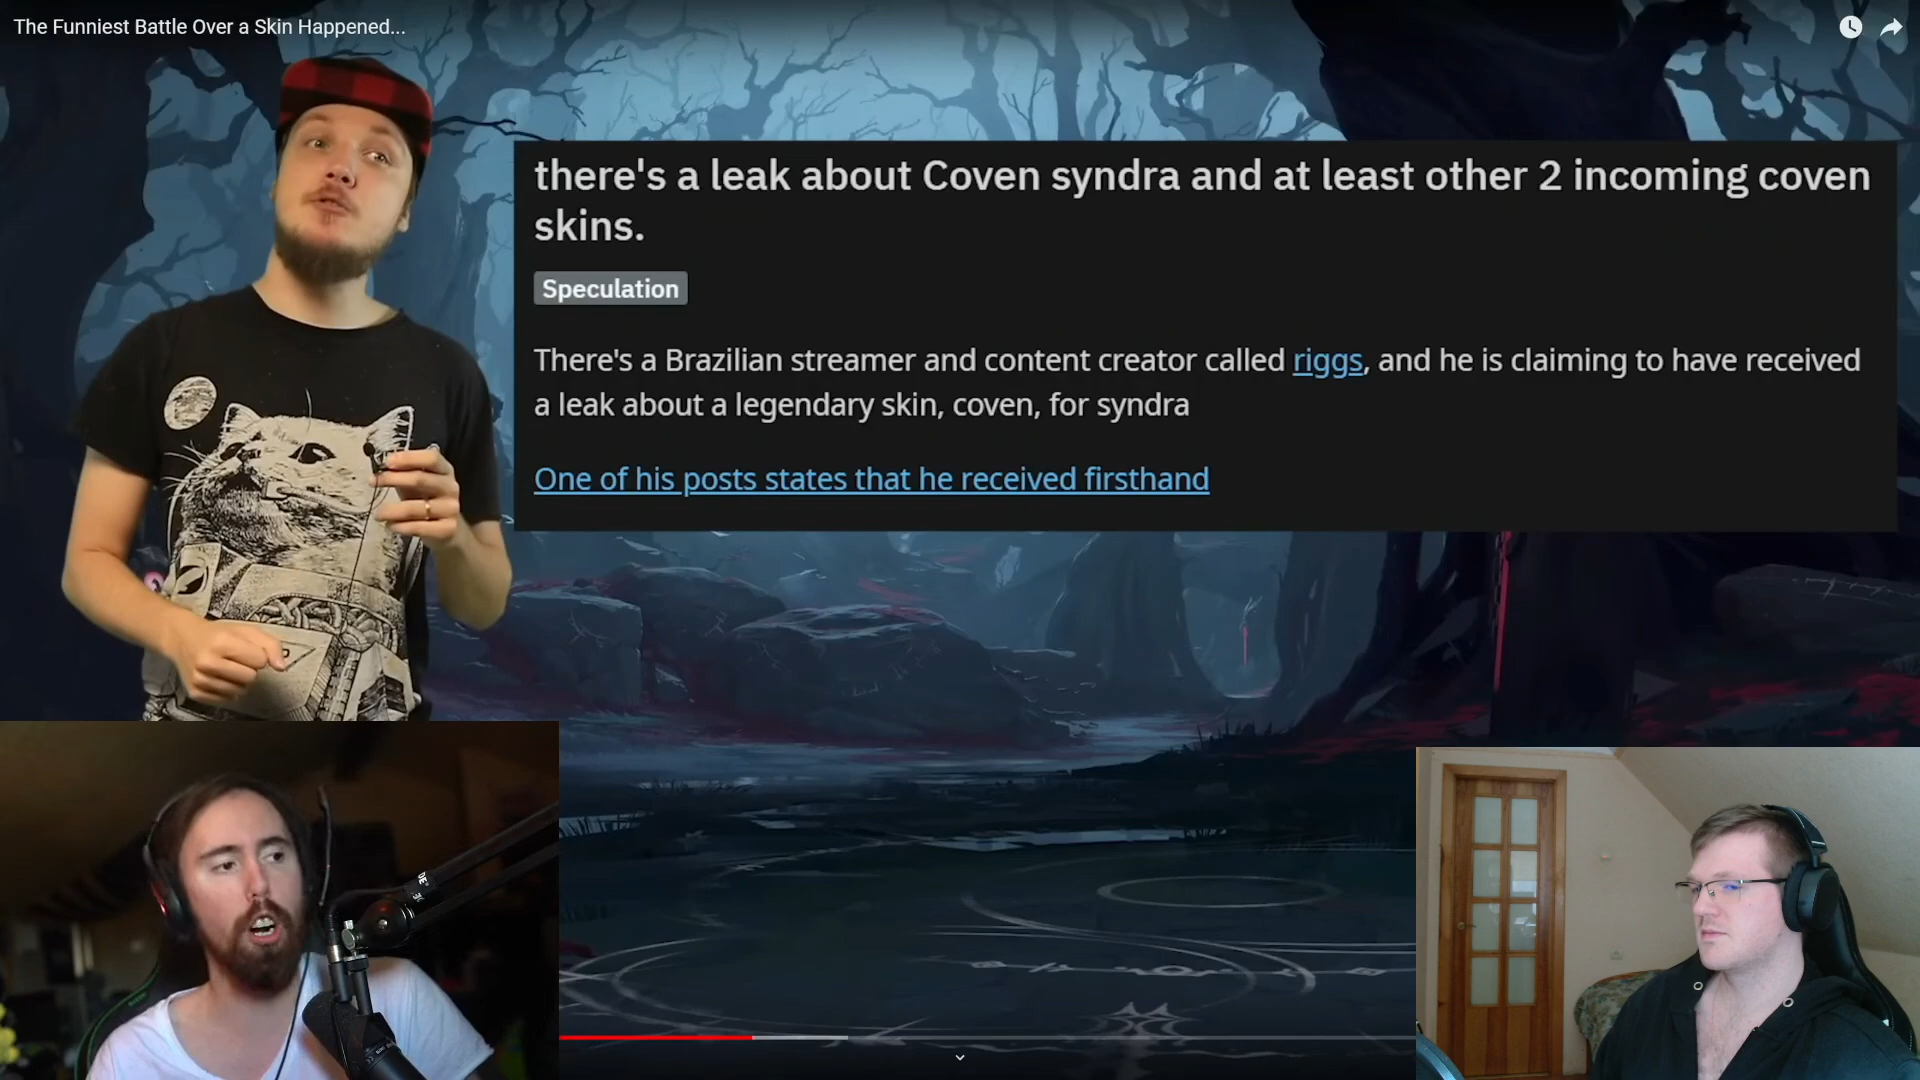 The Funniest Battle Over a Skin Happened...
there's a leak about Coven syndra and at least other 2 incoming coven
skins.
Speculation
There's a Brazilian streamer and content creator called riggs, and he is claiming to have received
a leak about a legendary skin, coven, for syndra
One of his posts states that he received firsthand